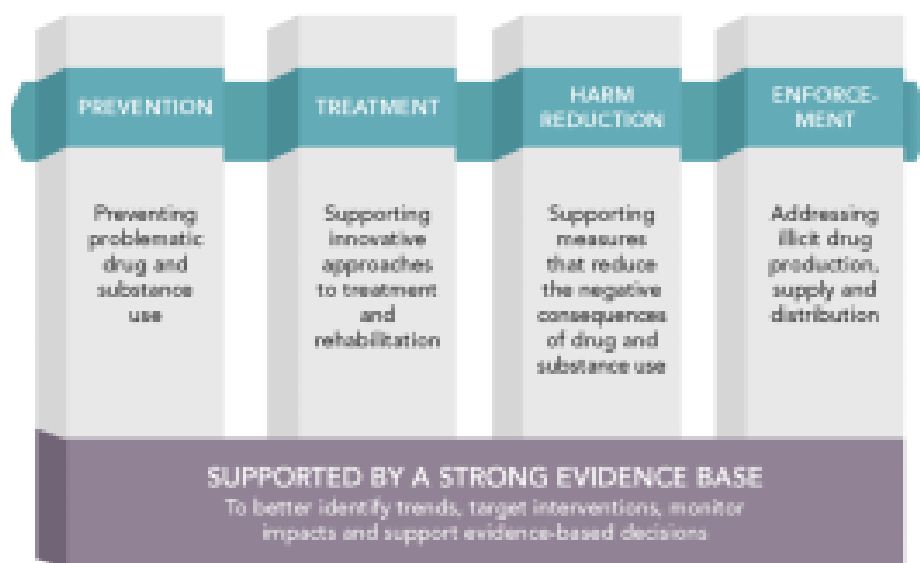 PREVENTION
Preventing
problematic
drug and
substance
use
TREATMENT
Supporting
innovative
approaches
to treatment
and
rehabilitation
HARM
REDUCTION
Supporting
measures
that reduce
the negative
consequences
of drug and
substance use
ENFORCE-
MENT
Addressing
illicit drug
production,
supply and
distribution
SUPPORTED BY A STRONG EVIDENCE BASE
To better identify trends, target interventions, monitor
impacts and support evidence-based decisions